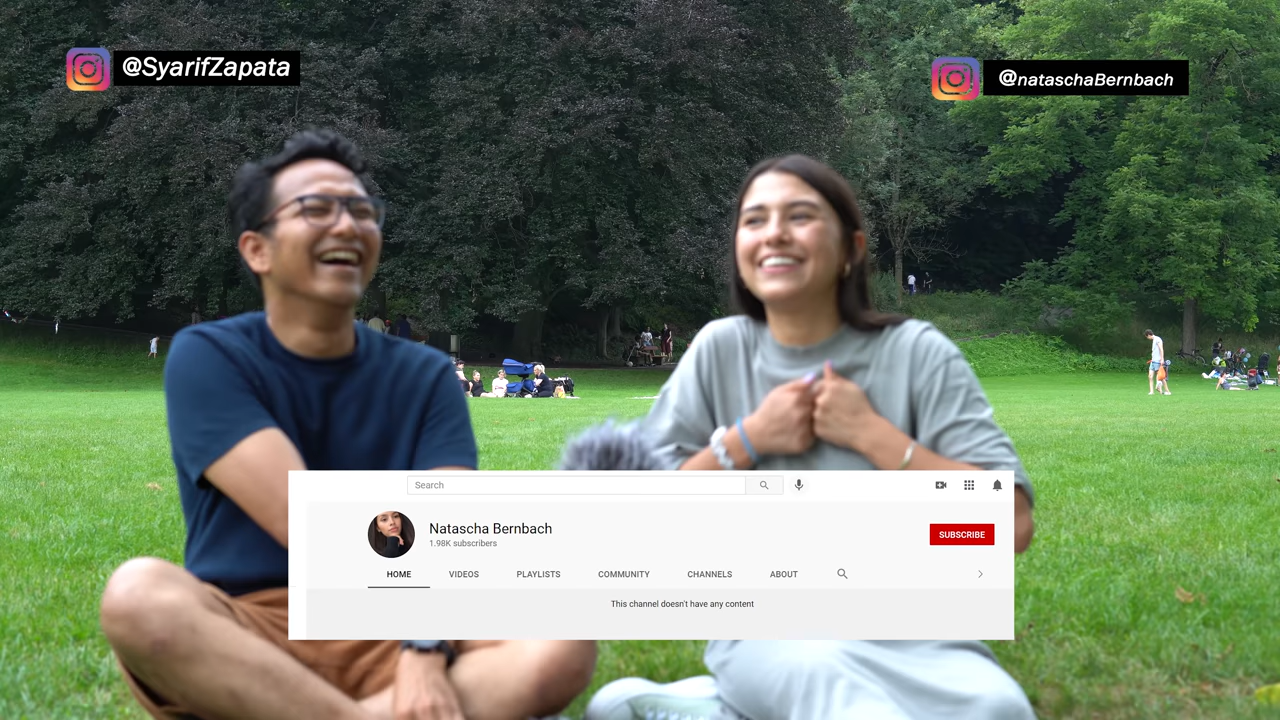 @SyarifZapata
@nataschaBernbach
Search
Natascha Bernbach
1.98K subscribers
SUBSCRIBE
HOME VIDEOS PLAYLISTS COMMUNITY CHANNELS ABOUT
This channel doesn't have any content